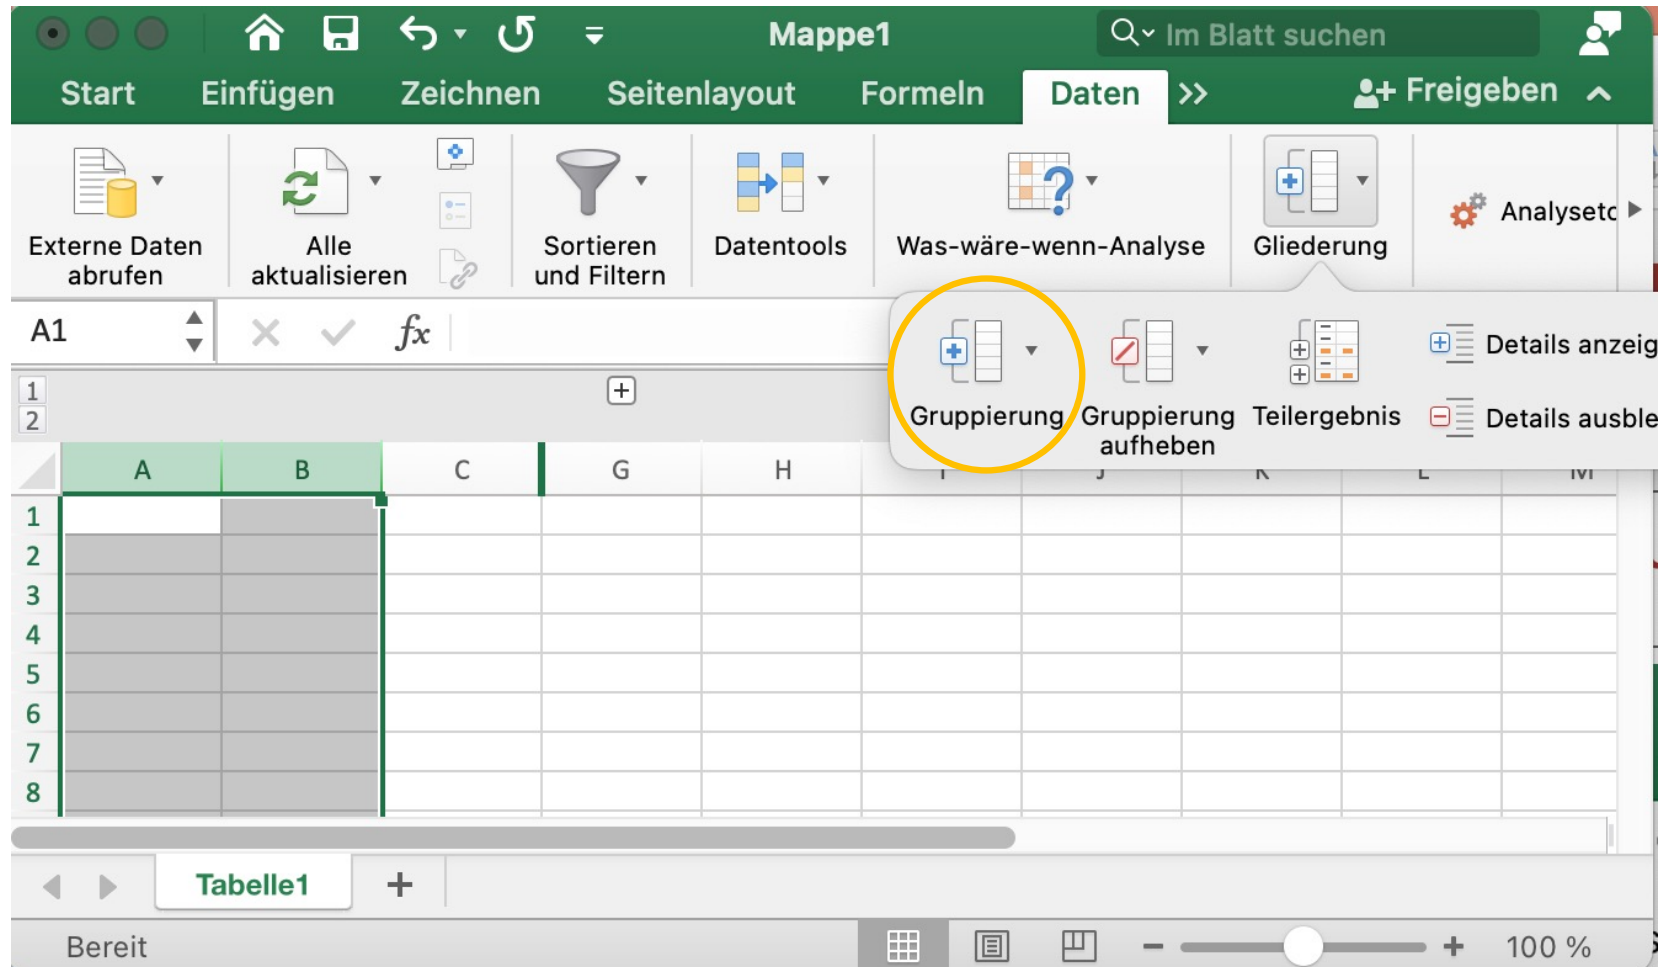 Mappe1
Im Blatt suchen
Start Einfügen Zeichnen Seitenlayout Formeln Daten >> Freigeben
Externe Daten abrufen
Alle aktualisieren
Sortieren und Filtern
Datentools
Was-wäre-wenn-Analyse
Gliederung
Analyseto
A1 fx
Gruppierung
Gruppierung aufheben
Teilergebnis
Details anzeig
Details ausble
1
2
A B C G H
1
2
3
4
5
6
7
8
Tabelle1 +
Bereit 100 %